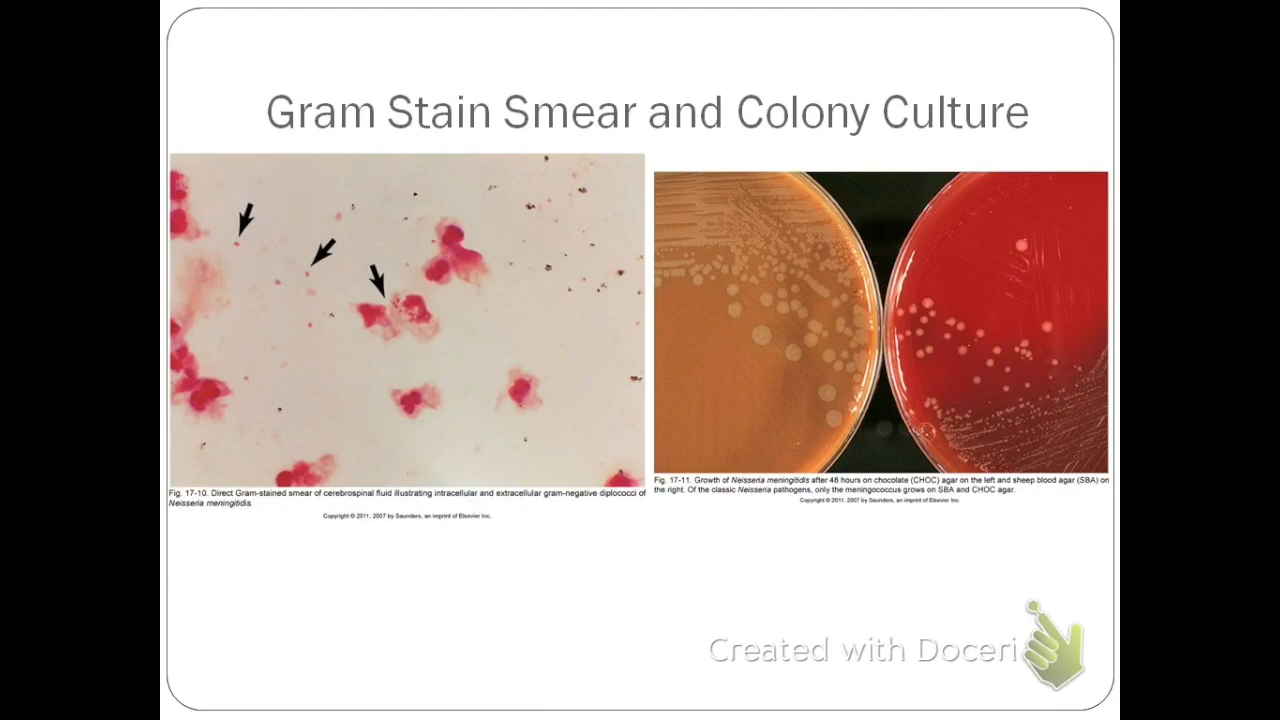 Gram Stain Smear and Colony Culture
Fig. 17-10. Direct Gram-stained smear of cerebrospinal fluid illustrating intracellular and extracellular gram-negative diplococci of
Neisseria meningitidis.
Copyright © 2011, 2007 by Saunders, an imprint of Elsevier Inc.
Fig. 17-11. Growth of Neisseria meningitidis after 48 hours on chocolate (CHOC) agar on the left and sheep blood agar (SBA) on
the right. Of the classic Neisseria pathogens, only the meningococcus grows on SBA and CHOC agar.
Copyright © 2011, 2007 by Saunders, an imprint of Elsevier Inc.
Created with Doceri